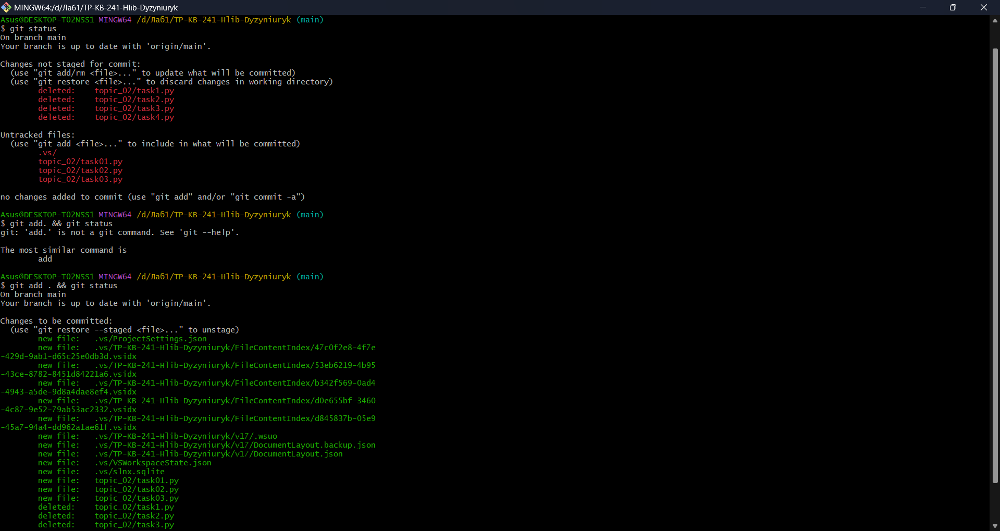 MINGW64:/d/Лаб1/TP-KB-241-Hlib-Dyzyniuryk
Asus@DESKTOP-TO2NSS1 MINGW64 /d/Лаб1/TP-KB-241-Hlib-Dyzyniuryk (main)
$ git status
On branch main
Your branch is up to date with 'origin/main'.
Changes not staged for commit:
  (use "git add/rm <file>..." to update what will be committed)
  (use "git restore <file>..." to discard changes in working directory)
        deleted:    topic_02/task1.py
        deleted:    topic_02/task2.py
        deleted:    topic_02/task3.py
        deleted:    topic_02/task4.py
Untracked files:
  (use "git add <file>..." to include in what will be committed)
        .vs/
        topic_02/task01.py
        topic_02/task02.py
        topic_02/task03.py
no changes added to commit (use "git add" and/or "git commit -a")
Asus@DESKTOP-TO2NSS1 MINGW64 /d/Лаб1/TP-KB-241-Hlib-Dyzyniuryk (main)
$ git add. && git status
git: 'add.' is not a git command. See 'git --help'.
The most similar command is
        add
Asus@DESKTOP-TO2NSS1 MINGW64 /d/Лаб1/TP-KB-241-Hlib-Dyzyniuryk (main)
$ git add . && git status
On branch main
Your branch is up to date with 'origin/main'.
Changes to be committed:
  (use "git restore --staged <file>..." to unstage)
        new file:   .vs/ProjectSettings.json
        new file:   .vs/TP-KB-241-Hlib-Dyzyniuryk/FileContentIndex/47c0f2e8-4f7e
-429d-9ab1-d65c25e0db3d.vsidx
        new file:   .vs/TP-KB-241-Hlib-Dyzyniuryk/FileContentIndex/53eb6219-4b95
-43ce-8782-8451d84221a6.vsidx
        new file:   .vs/TP-KB-241-Hlib-Dyzyniuryk/FileContentIndex/b342f569-0ad4
-4943-a5de-9d8a4dae8ef4.vsidx
        new file:   .vs/TP-KB-241-Hlib-Dyzyniuryk/FileContentIndex/d0e655bf-3460
-4c87-9e52-79ab53ac2332.vsidx
        new file:   .vs/TP-KB-241-Hlib-Dyzyniuryk/FileContentIndex/d845837b-05e9
-45a7-94a4-dd962a1ae61f.vsidx
        new file:   .vs/TP-KB-241-Hlib-Dyzyniuryk/v17/.wsuo
        new file:   .vs/TP-KB-241-Hlib-Dyzyniuryk/v17/DocumentLayout.backup.json
        new file:   .vs/TP-KB-241-Hlib-Dyzyniuryk/v17/DocumentLayout.json
        new file:   .vs/VSWorkspaceState.json
        new file:   .vs/slnx.sqlite
        new file:   topic_02/task01.py
        new file:   topic_02/task02.py
        new file:   topic_02/task03.py
        deleted:    topic_02/task1.py
        deleted:    topic_02/task2.py
        deleted:    topic_02/task3.py